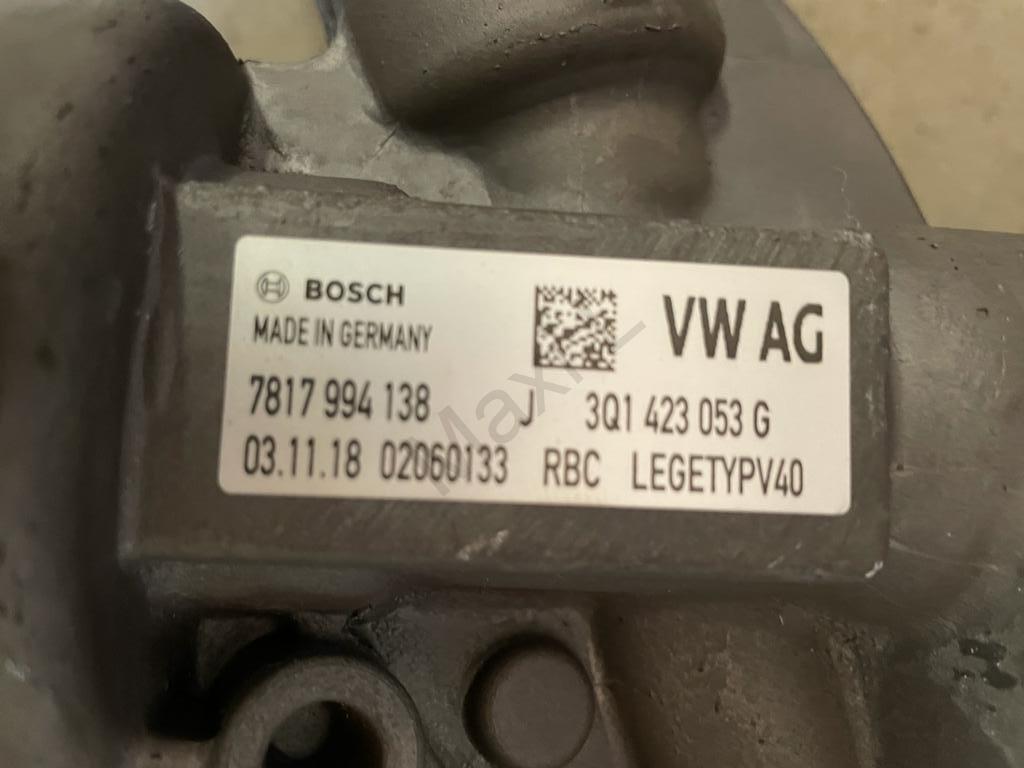 BOSCH
MADE IN GERMANY
VW AG
7817 994 138 J 3Q1 423 053 G
03.11.18 02060133 RBC LEGETYPV40